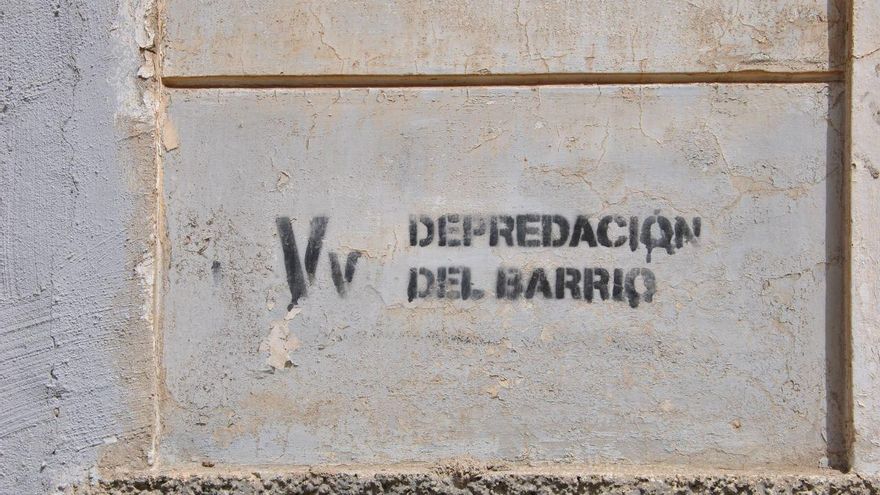 Vv
DEPREDACIÓN
DEL BARRIO